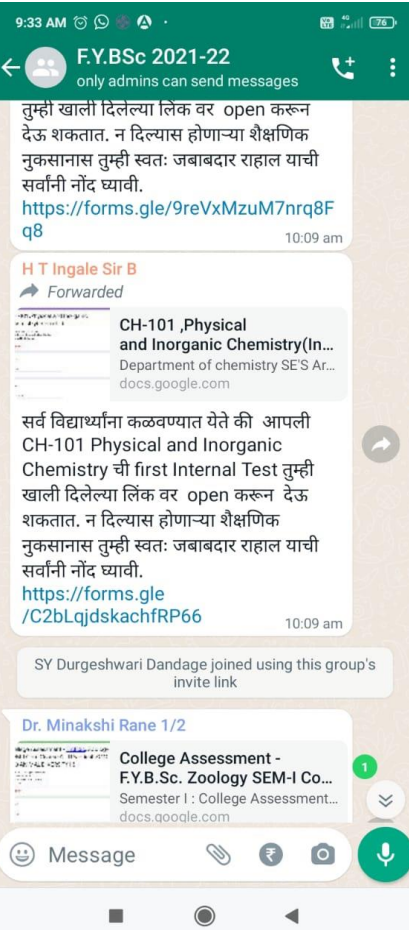 9:33 AM
4G
76
F.Y.BSc 2021-22
only admins can send messages
तुम्ही खाली दिलेल्या लिंक वर open करून
देऊ शकतात. न दिल्यास होणाऱ्या शैक्षणिक
नुकसानास तुम्ही स्वतः जबाबदार राहाल याची
सर्वांनी नोंद घ्यावी.
https://forms.gle/9reVxMzuM7nrq8F
q8
10:09 am
H T Ingale Sir B
Forwarded
CH-101 ,Physical
and Inorganic Chemistry(In...
Department of chemistry SE'S Ar...
docs.google.com
सर्व विद्यार्थ्यांना कळवण्यात येते की आपली
CH-101 Physical and Inorganic
Chemistry ची first Internal Test तुम्ही
खाली दिलेल्या लिंक वर open करून देऊ
शकतात. न दिल्यास होणाऱ्या शैक्षणिक
नुकसानास तुम्ही स्वतः जबाबदार राहाल याची
सर्वांनी नोंद घ्यावी.
https://forms.gle
/C2bLqjdskachfRP66
10:09 am
SY Durgeshwari Dandage joined using this group's
invite link
Dr. Minakshi Rane 1/2
College Assessment -
F.Y.B.Sc. Zoology SEM-I Co...
Semester I : College Assessment...
docs.google.com
1
Message